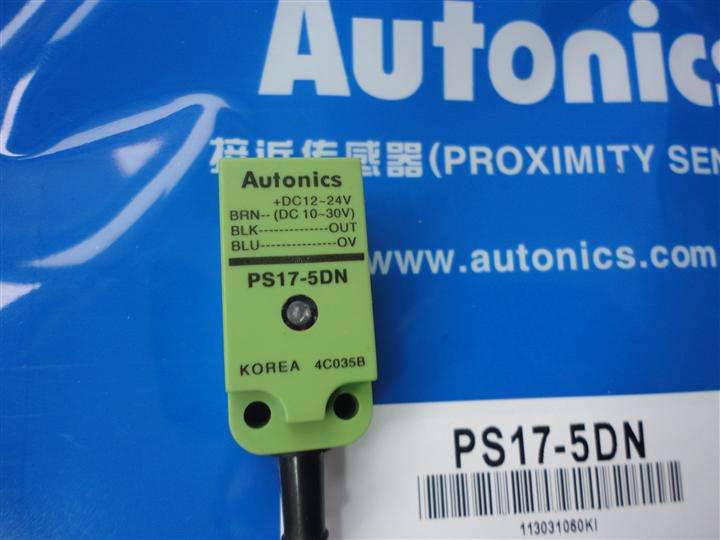 Autonics
接近传感器(PROXIMITY SEN
www.autonics.com
Autonics
+DC12~24V
BRN-- (DC 10~30V)
BLK--------------OUT
BLU---------------OV
PS17-5DN
KOREA 4C035B
PS17-5DN
113031060KI